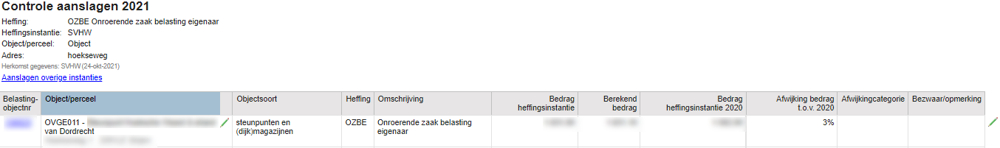 Controle aanslagen 2021
Heffing: OZBE Onroerende zaak belasting eigenaar
Heffingsinstantie: SVHW
Object/perceel: Object
Adres: hoekseweg
Herkomst gegevens: SVHW (24-okt-2021)
Aanslagen overige instanties
Belasting-objectnr Object/perceel Objectsoort Heffing Omschrijving Bedrag heffingsinstantie Berekend bedrag Bedrag heffingsinstantie 2020 Afwijking bedrag t.o.v. 2020 Afwijkingcategorie Bezwaar/opmerking
OVGE011 - steunpunten en OZBE Onroerende zaak belasting 3%
van Dordrecht (dijk)magazijnen eigenaar